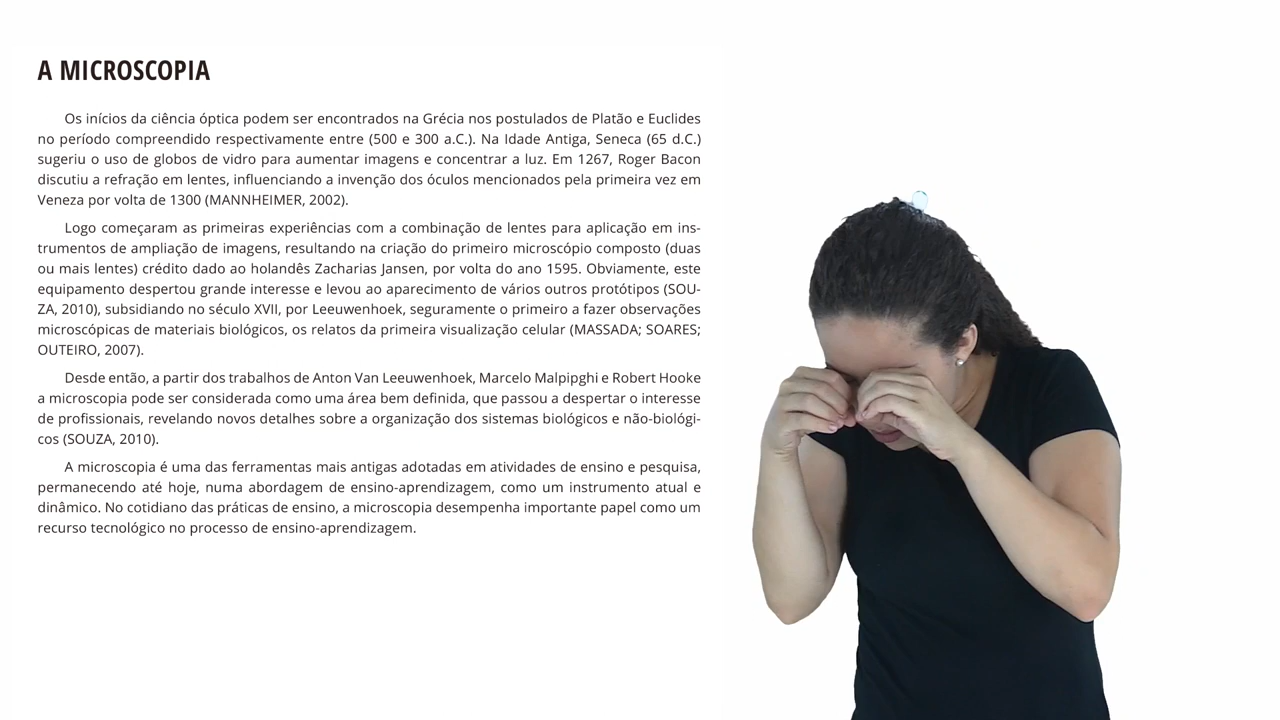 A MICROSCOPIA
Os inícios da ciência óptica podem ser encontrados na Grécia nos postulados de Platão e Euclides
no período compreendido respectivamente entre (500 e 300 a.C.). Na Idade Antiga, Seneca (65 d.C.)
sugeriu o uso de globos de vidro para aumentar imagens e concentrar a luz. Em 1267, Roger Bacon
discutiu a refração em lentes, influenciando a invenção dos óculos mencionados pela primeira vez em
Veneza por volta de 1300 (MANNHEIMER, 2002).
Logo começaram as primeiras experiências com a combinação de lentes para aplicação em ins-
trumentos de ampliação de imagens, resultando na criação do primeiro microscópio composto (duas
ou mais lentes) crédito dado ao holandês Zacharias Jansen, por volta do ano 1595. Obviamente, este
equipamento despertou grande interesse e levou ao aparecimento de vários outros protótipos (SOU-
ZA, 2010), subsidiando no século XVII, por Leeuwenhoek, seguramente o primeiro a fazer observações
microscópicas de materiais biológicos, os relatos da primeira visualização celular (MASSADA; SOARES;
OUTEIRO, 2007).
Desde então, a partir dos trabalhos de Anton Van Leeuwenhoek, Marcelo Malpipghi e Robert Hooke
a microscopia pode ser considerada como uma área bem definida, que passou a despertar o interesse
de profissionais, revelando novos detalhes sobre a organização dos sistemas biológicos e não-biológi-
cos (SOUZA, 2010).
A microscopia é uma das ferramentas mais antigas adotadas em atividades de ensino e pesquisa,
permanecendo até hoje, numa abordagem de ensino-aprendizagem, como um instrumento atual e
dinâmico. No cotidiano das práticas de ensino, a microscopia desempenha importante papel como um
recurso tecnológico no processo de ensino-aprendizagem.